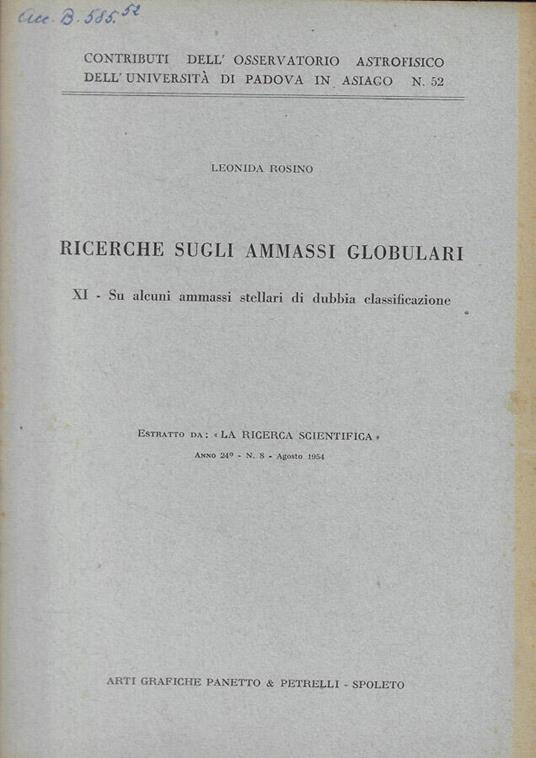 Acc. B. 585.52
CONTRIBUTI DELL' OSSERVATORIO ASTROFISICO
DELL' UNIVERSITÀ DI PADOVA IN ASIAGO N. 52
LEONIDA ROSINO
RICERCHE SUGLI AMMASSI GLOBULARI
XI - Su alcuni ammassi stellari di dubbia classificazione
ESTRATTO DA: «LA RICERCA SCIENTIFICA»
ANNO 24º - N. 8 - Agosto 1954
ARTI GRAFICHE PANETTO & PETRELLI - SPOLETO